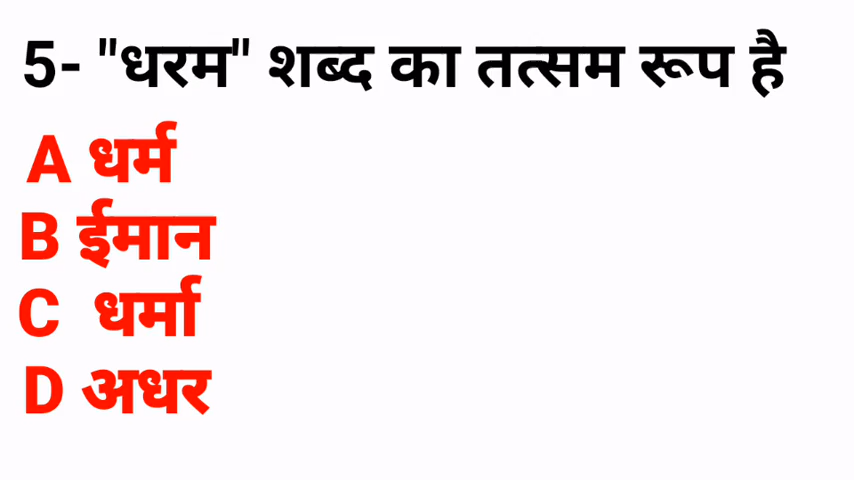 5- "धरम" शब्द का तत्सम रूप है
A धर्म
B ईमान
C धर्मा
D अधर